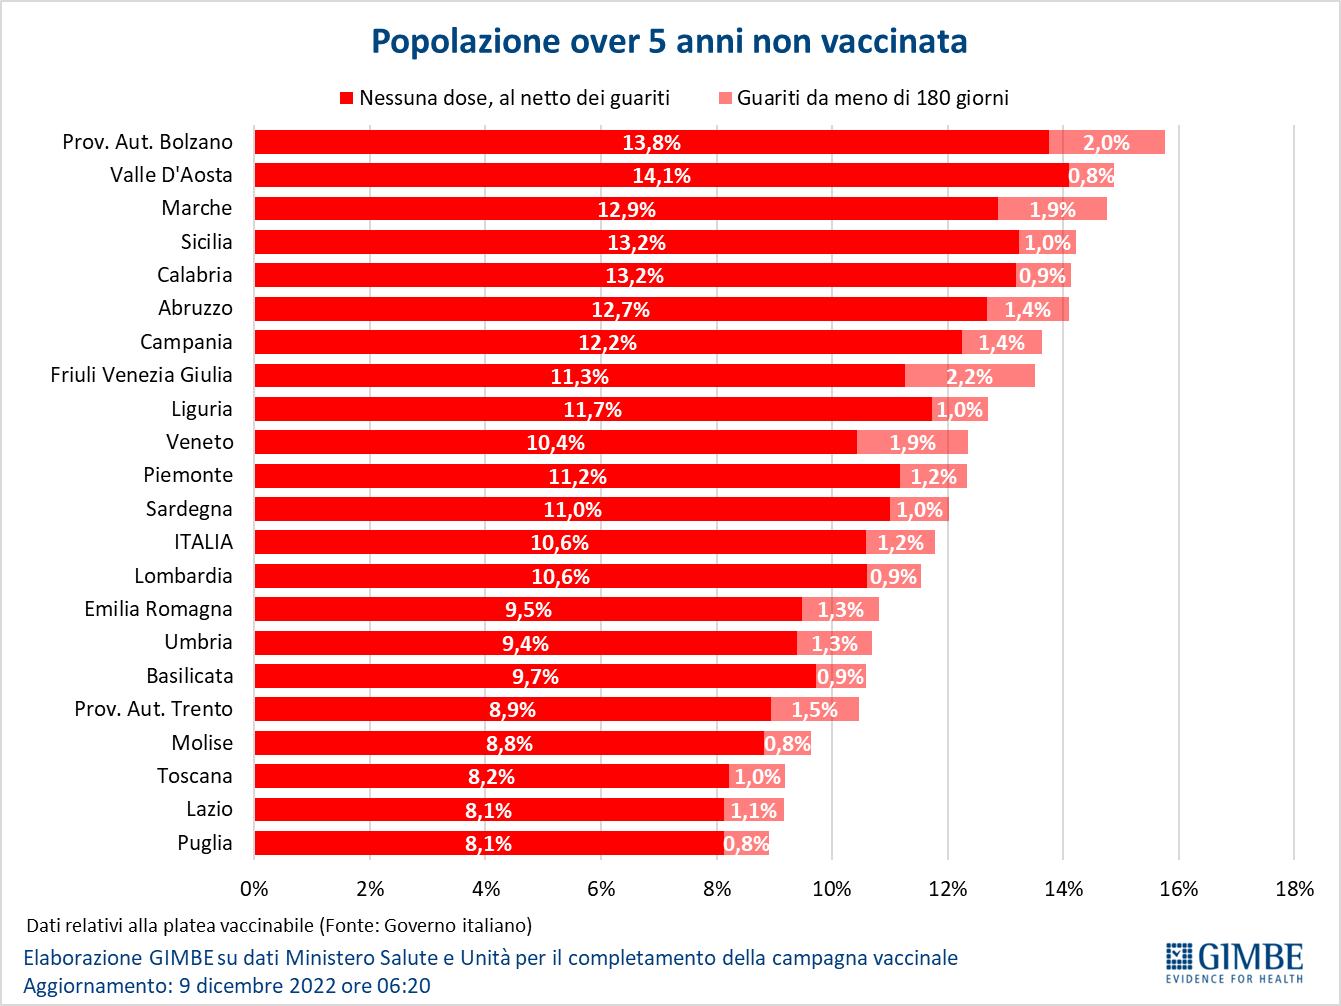 Popolazione over 5 anni non vaccinata
Nessuna dose, al netto dei guariti Guariti da meno di 180 giorni
Prov. Aut. Bolzano 13,8% 2,0%
Valle D'Aosta 14,1% 0,8%
Marche 12,9% 1,9%
Sicilia 13,2% 1,0%
Calabria 13,2% 0,9%
Abruzzo 12,7% 1,4%
Campania 12,2% 1,4%
Friuli Venezia Giulia 11,3% 2,2%
Liguria 11,7% 1,0%
Veneto 10,4% 1,9%
Piemonte 11,2% 1,2%
Sardegna 11,0% 1,0%
ITALIA 10,6% 1,2%
Lombardia 10,6% 0,9%
Emilia Romagna 9,5% 1,3%
Umbria 9,4% 1,3%
Basilicata 9,7% 0,9%
Prov. Aut. Trento 8,9% 1,5%
Molise 8,8% 0,8%
Toscana 8,2% 1,0%
Lazio 8,1% 1,1%
Puglia 8,1% 0,8%
0% 2% 4% 6% 8% 10% 12% 14% 16% 18%
Dati relativi alla platea vaccinabile (Fonte: Governo italiano)
Elaborazione GIMBE su dati Ministero Salute e Unità per il completamento della campagna vaccinale
Aggiornamento: 9 dicembre 2022 ore 06:20
GIMBE
EVIDENCE FOR HEALTH